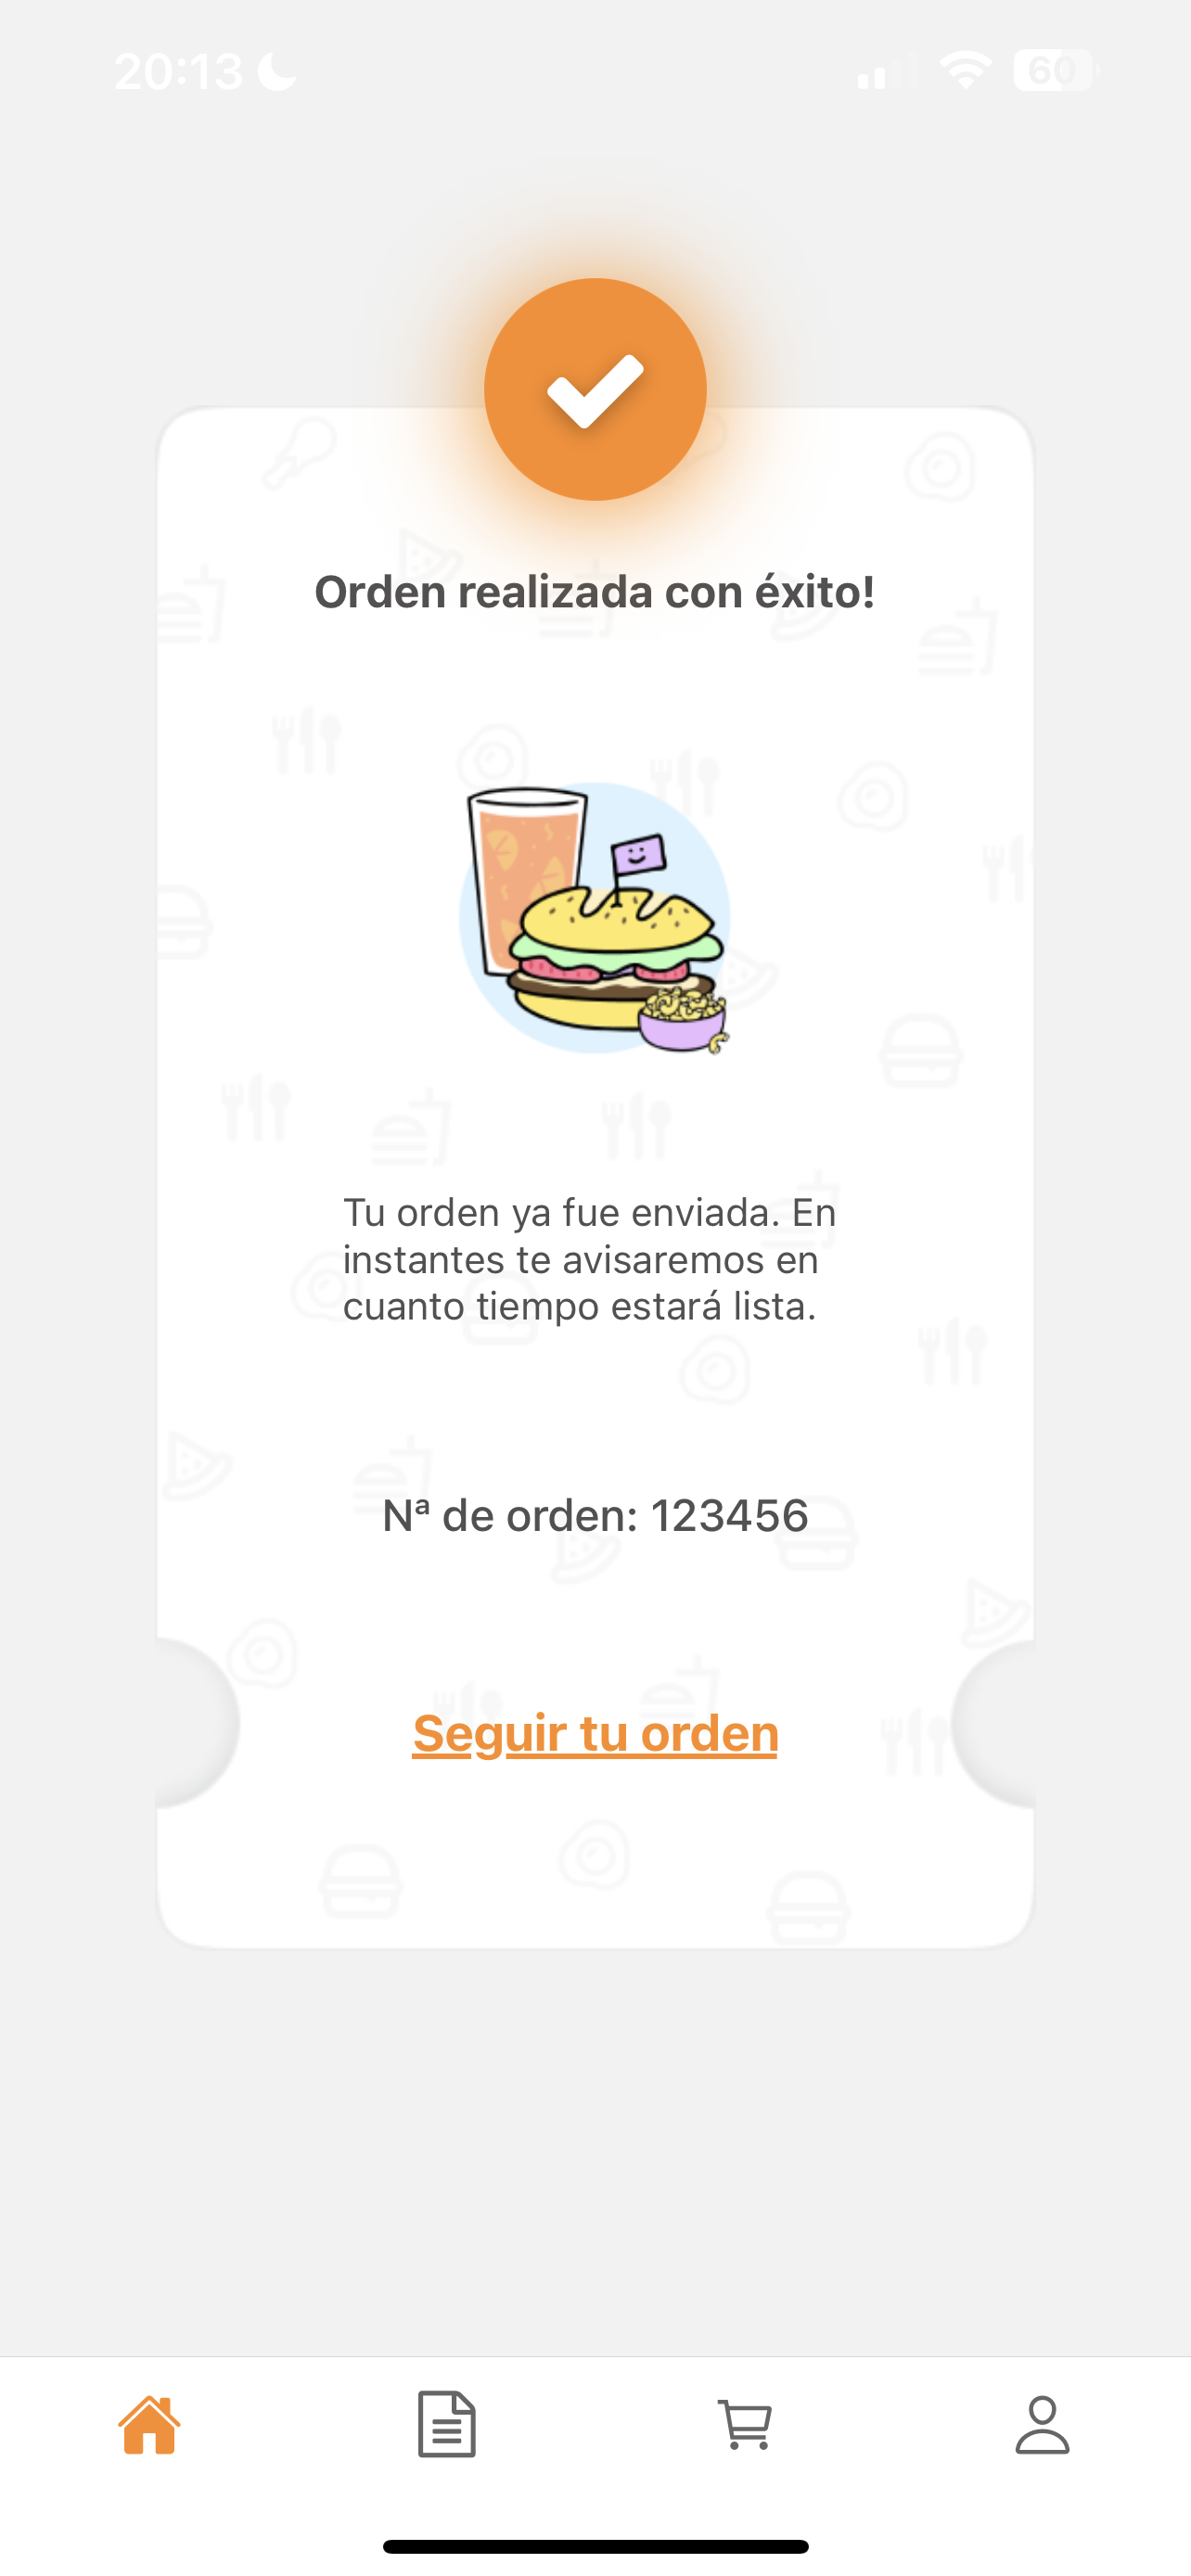 20:13
60
Orden realizada con éxito!
Tu orden ya fue enviada. En
instantes te avisaremos en
cuanto tiempo estará lista.
Nª de orden: 123456
Seguir tu orden